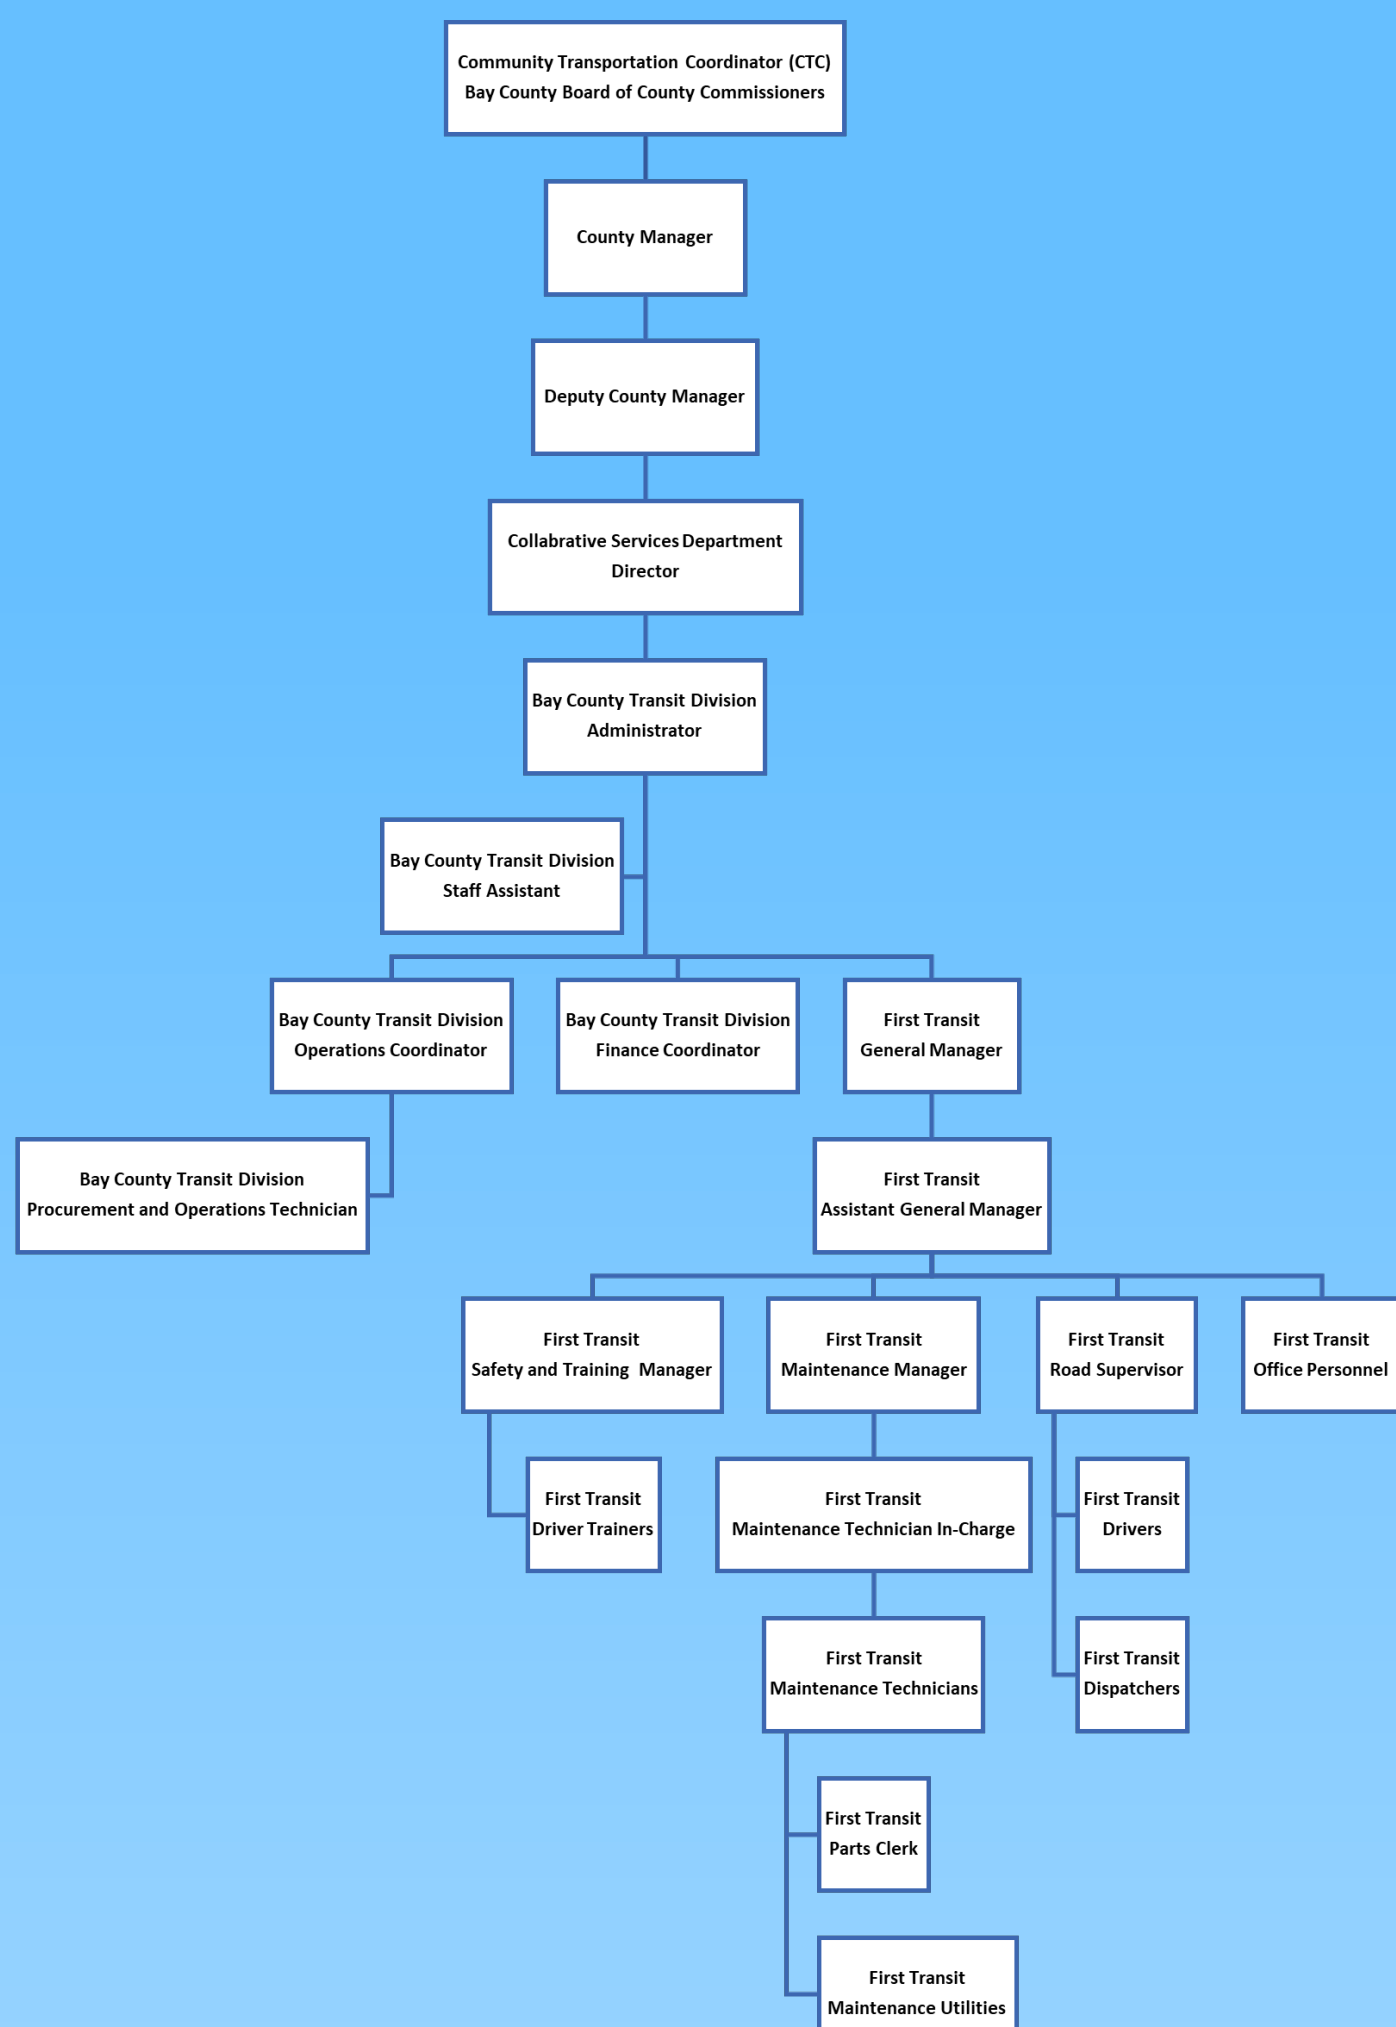 Community Transportation Coordinator (CTC)
Bay County Board of County Commissioners
County Manager
Deputy County Manager
Collabrative Services Department
Director
Bay County Transit Division
Administrator
Bay County Transit Division
Staff Assistant
Bay County Transit Division
Operations Coordinator
Bay County Transit Division
Finance Coordinator
First Transit
General Manager
Bay County Transit Division
Procurement and Operations Technician
First Transit
Assistant General Manager
First Transit
Safety and Training Manager
First Transit
Maintenance Manager
First Transit
Road Supervisor
First Transit
Office Personnel
First Transit
Driver Trainers
First Transit
Maintenance Technician In-Charge
First Transit
Drivers
First Transit
Maintenance Technicians
First Transit
Dispatchers
First Transit
Parts Clerk
First Transit
Maintenance Utilities